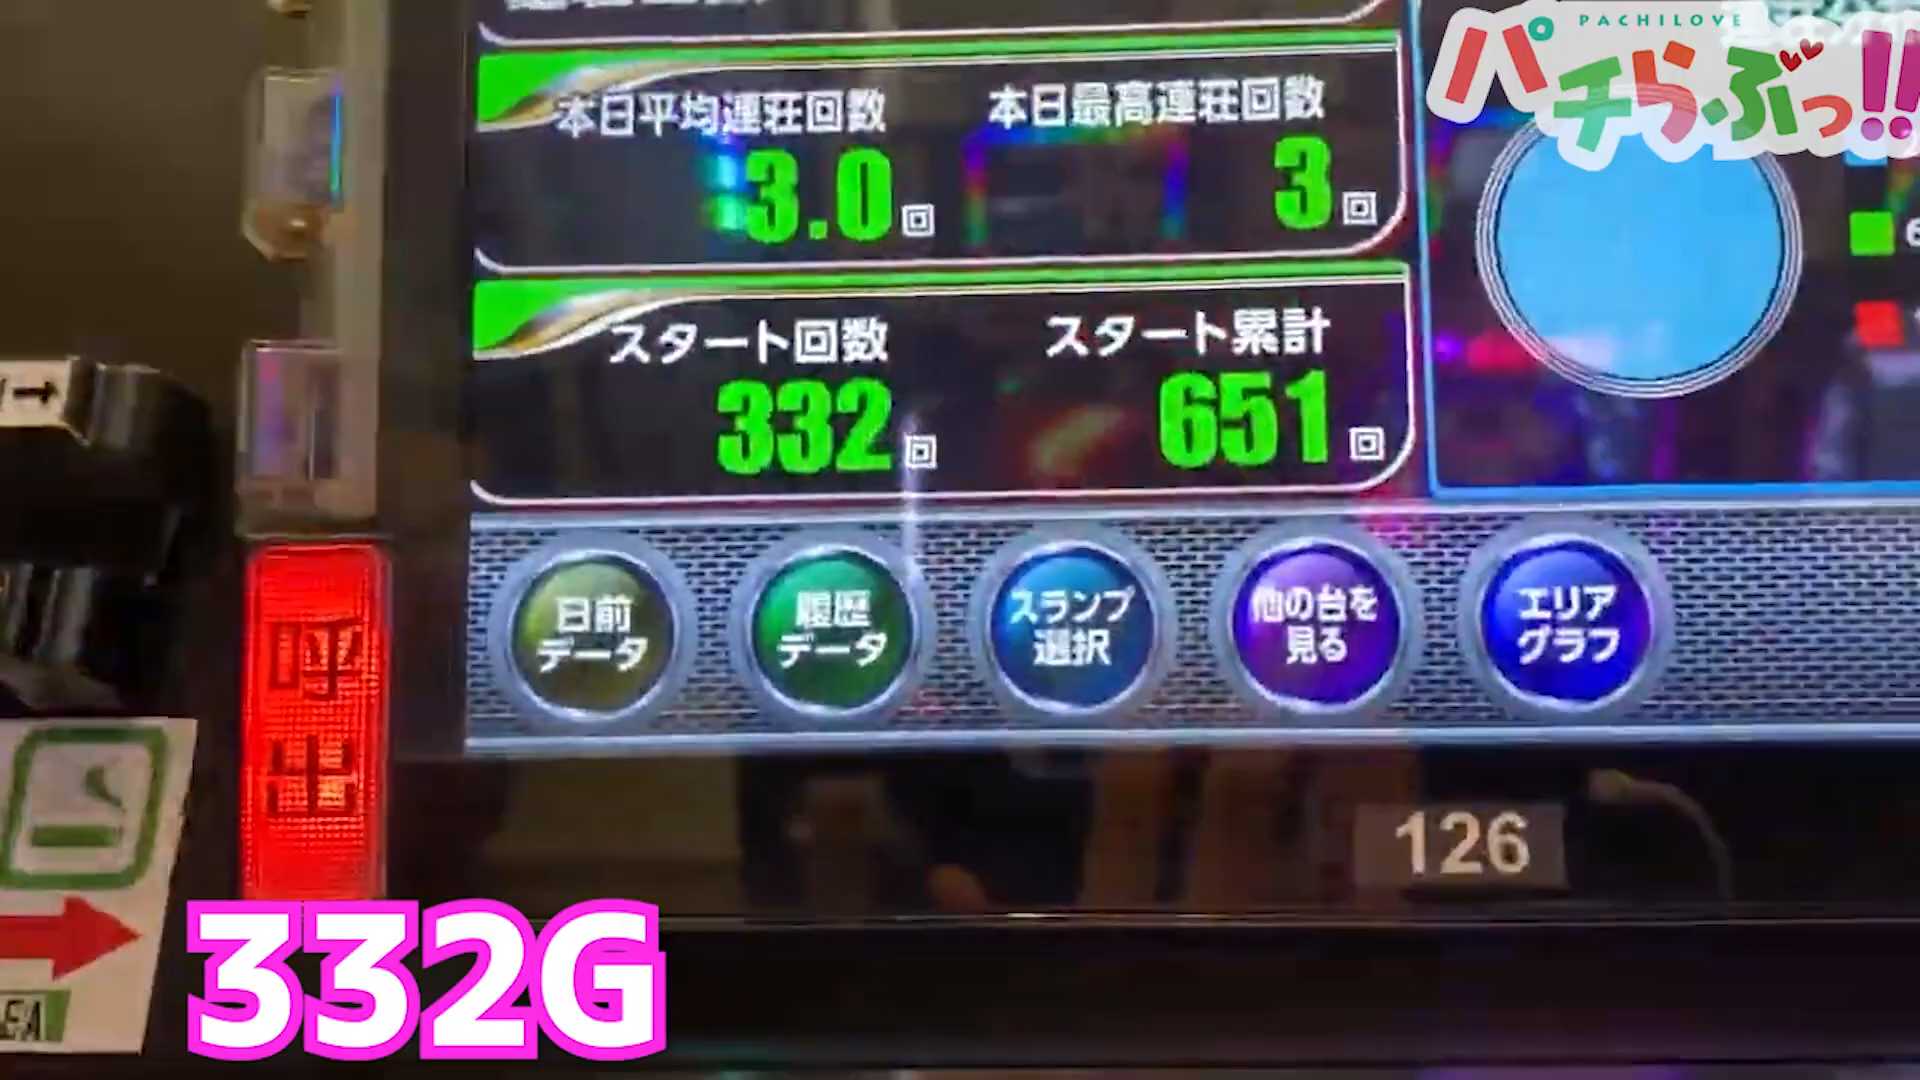 PACHILOVE
パチらぶっ!!
本日平均連荘回数
本日最高連荘回数
3.0回
3回
スタート回数
スタート累計
332回
651回
日前
データ
履歴
データ
スランプ
選択
他の台を
見る
エリア
グラフ
呼
出
126
332G